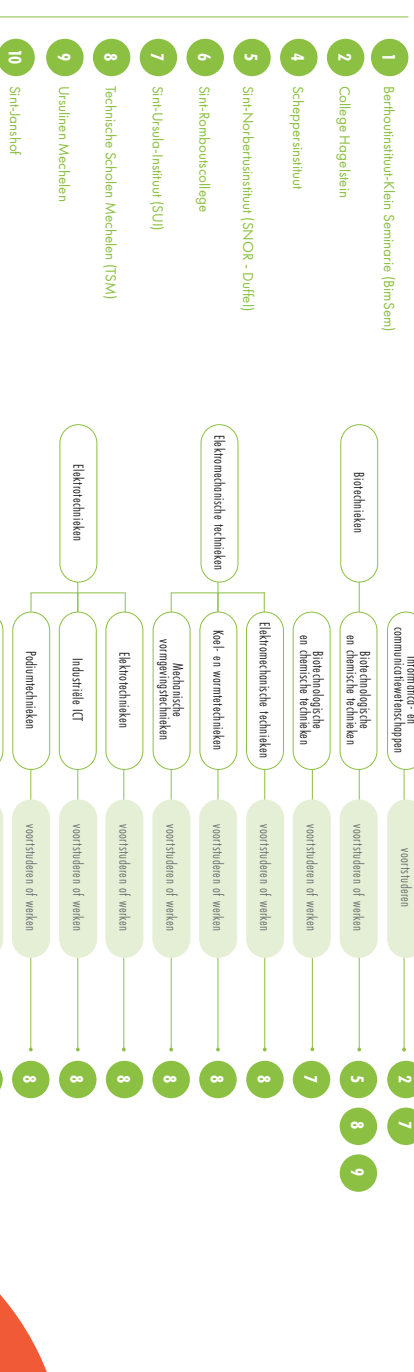 1 Berthoutinstituut-Klein Seminarie (BimSem)
2 College Hagelstein
4 Scheppersinstituut
5 Sint-Norbertusinstituut (SNOR - Duffel)
6 Sint-Romboutscollege
7 Sint-Ursula-Instituut (SUI)
8 Technische Scholen Mechelen (TSM)
9 Ursulinen Mechelen
10 Sint-Janshof
Informatica- en
communicatiewetenschappen
voortstuderen
2 7
Biotechnieken
Biotechnologische
en chemische technieken
voortstuderen of werken
5 8 9
Biotechnologische
en chemische technieken
voortstuderen of werken
7
Elektromechanische technieken
Elektromechanische technieken
voortstuderen of werken
8
Koel- en warmtetechnieken
voortstuderen of werken
8
Mechanische
vormgevingstechnieken
voortstuderen of werken
8
Elektrotechnieken
Elektrotechnieken
voortstuderen of werken
8
Industriële ICT
voortstuderen of werken
8
Podiumtechnieken
voortstuderen of werken
8